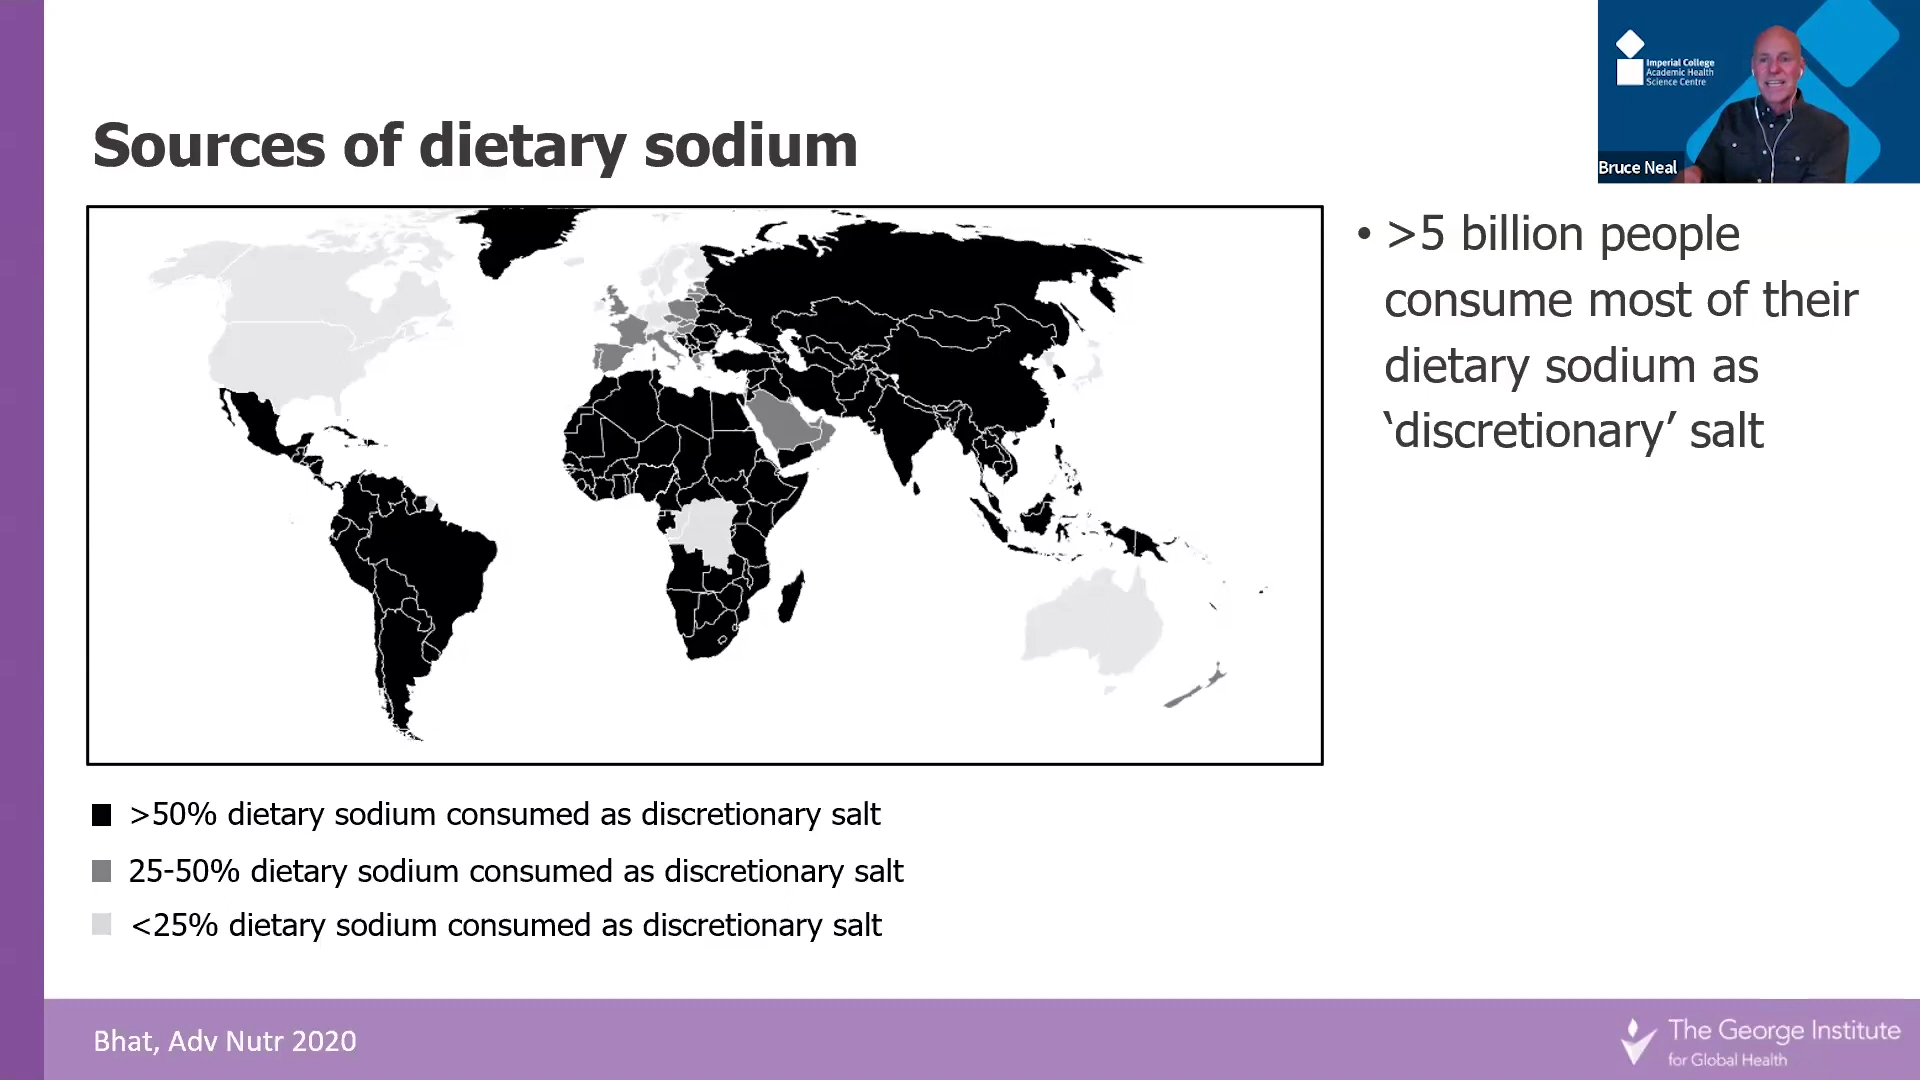 Imperial College
Academic Health
Science Centre
Bruce Neal
Sources of dietary sodium
• >5 billion people
consume most of their
dietary sodium as
‘discretionary’ salt
>50% dietary sodium consumed as discretionary salt
25-50% dietary sodium consumed as discretionary salt
<25% dietary sodium consumed as discretionary salt
Bhat, Adv Nutr 2020
The George Institute
for Global Health